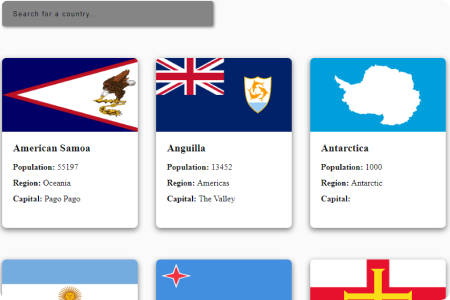 Search for a country...
American Samoa
Population: 55197
Region: Oceania
Capital: Pago Pago
Anguilla
Population: 13452
Region: Americas
Capital: The Valley
Antarctica
Population: 1000
Region: Antarctic
Capital: